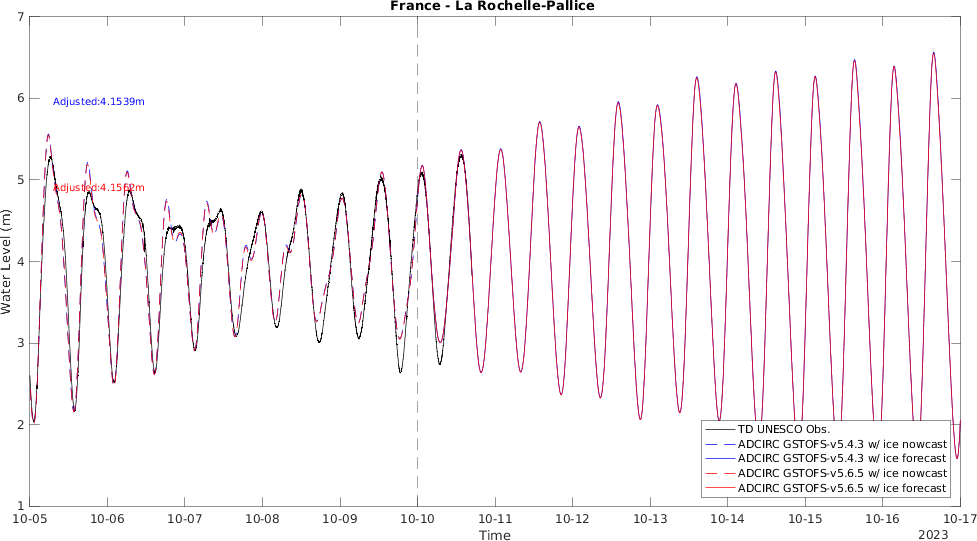 France - La Rochelle-Pallice
7
6
5
4
3
2
1
Water Level (m)
Adjusted:4.1539m
Adjusted:4.1562m
TD UNESCO Obs.
ADCIRC GSTOFS-v5.4.3 w/ ice nowcast
ADCIRC GSTOFS-v5.4.3 w/ ice forecast
ADCIRC GSTOFS-v5.6.5 w/ ice nowcast
ADCIRC GSTOFS-v5.6.5 w/ ice forecast
10-05 10-06 10-07 10-08 10-09 10-10 10-11 10-12 10-13 10-14 10-15 10-16 10-17
Time
2023